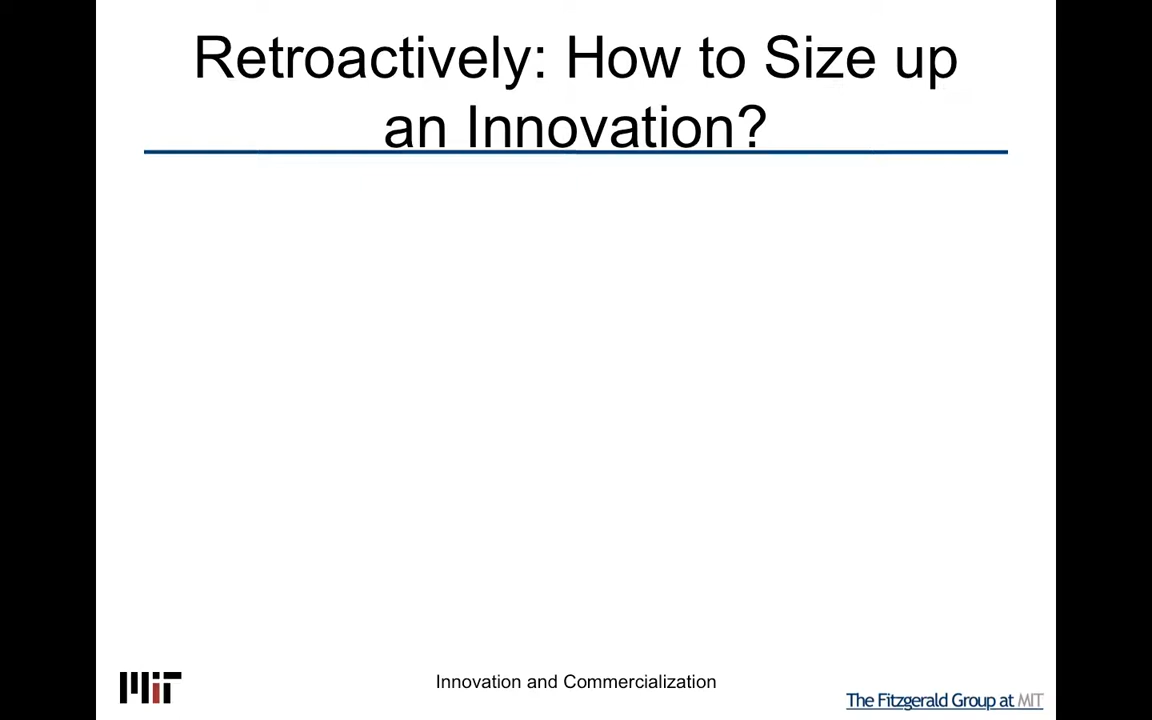 Retroactively: How to Size up
an Innovation?
Innovation and Commercialization
MIT
The Fitzgerald Group at MIT